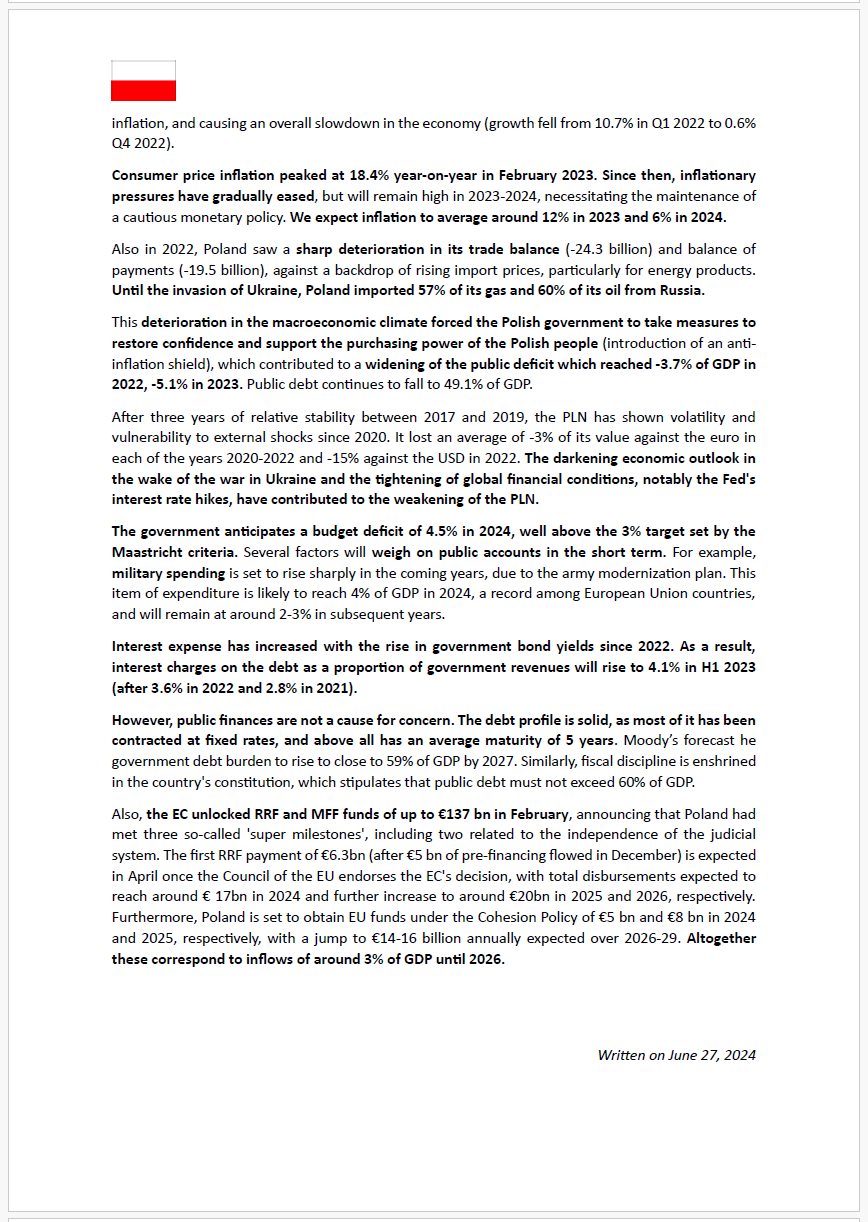 inflation, and causing an overall slowdown in the economy (growth fell from 10.7% in Q1 2022 to 0.6%
Q4 2022).
Consumer price inflation peaked at 18.4% year-on-year in February 2023. Since then, inflationary
pressures have gradually eased, but will remain high in 2023-2024, necessitating the maintenance of
a cautious monetary policy. We expect inflation to average around 12% in 2023 and 6% in 2024.
Also in 2022, Poland saw a sharp deterioration in its trade balance (-24.3 billion) and balance of
payments (-19.5 billion), against a backdrop of rising import prices, particularly for energy products.
Until the invasion of Ukraine, Poland imported 57% of its gas and 60% of its oil from Russia.
This deterioration in the macroeconomic climate forced the Polish government to take measures to
restore confidence and support the purchasing power of the Polish people (introduction of an anti-
inflation shield), which contributed to a widening of the public deficit which reached -3.7% of GDP in
2022, -5.1% in 2023. Public debt continues to fall to 49.1% of GDP.
After three years of relative stability between 2017 and 2019, the PLN has shown volatility and
vulnerability to external shocks since 2020. It lost an average of -3% of its value against the euro in
each of the years 2020-2022 and -15% against the USD in 2022. The darkening economic outlook in
the wake of the war in Ukraine and the tightening of global financial conditions, notably the Fed's
interest rate hikes, have contributed to the weakening of the PLN.
The government anticipates a budget deficit of 4.5% in 2024, well above the 3% target set by the
Maastricht criteria. Several factors will weigh on public accounts in the short term. For example,
military spending is set to rise sharply in the coming years, due to the army modernization plan. This
item of expenditure is likely to reach 4% of GDP in 2024, a record among European Union countries,
and will remain at around 2-3% in subsequent years.
Interest expense has increased with the rise in government bond yields since 2022. As a result,
interest charges on the debt as a proportion of government revenues will rise to 4.1% in H1 2023
(after 3.6% in 2022 and 2.8% in 2021).
However, public finances are not a cause for concern. The debt profile is solid, as most of it has been
contracted at fixed rates, and above all has an average maturity of 5 years. Moody’s forecast he
government debt burden to rise to close to 59% of GDP by 2027. Similarly, fiscal discipline is enshrined
in the country's constitution, which stipulates that public debt must not exceed 60% of GDP.
Also, the EC unlocked RRF and MFF funds of up to €137 bn in February, announcing that Poland had
met three so-called 'super milestones', including two related to the independence of the judicial
system. The first RRF payment of €6.3bn (after €5 bn of pre-financing flowed in December) is expected
in April once the Council of the EU endorses the EC's decision, with total disbursements expected to
reach around € 17bn in 2024 and further increase to around €20bn in 2025 and 2026, respectively.
Furthermore, Poland is set to obtain EU funds under the Cohesion Policy of €5 bn and €8 bn in 2024
and 2025, respectively, with a jump to €14-16 billion annually expected over 2026-29. Altogether
these correspond to inflows of around 3% of GDP until 2026.
Written on June 27, 2024